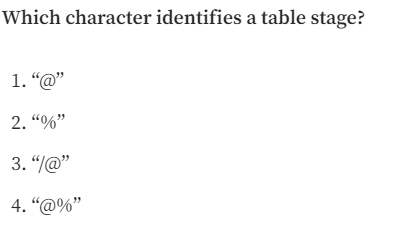 Which character identifies a table stage?
1. “@”
2. “%”
3. “/@”
4. “@%”